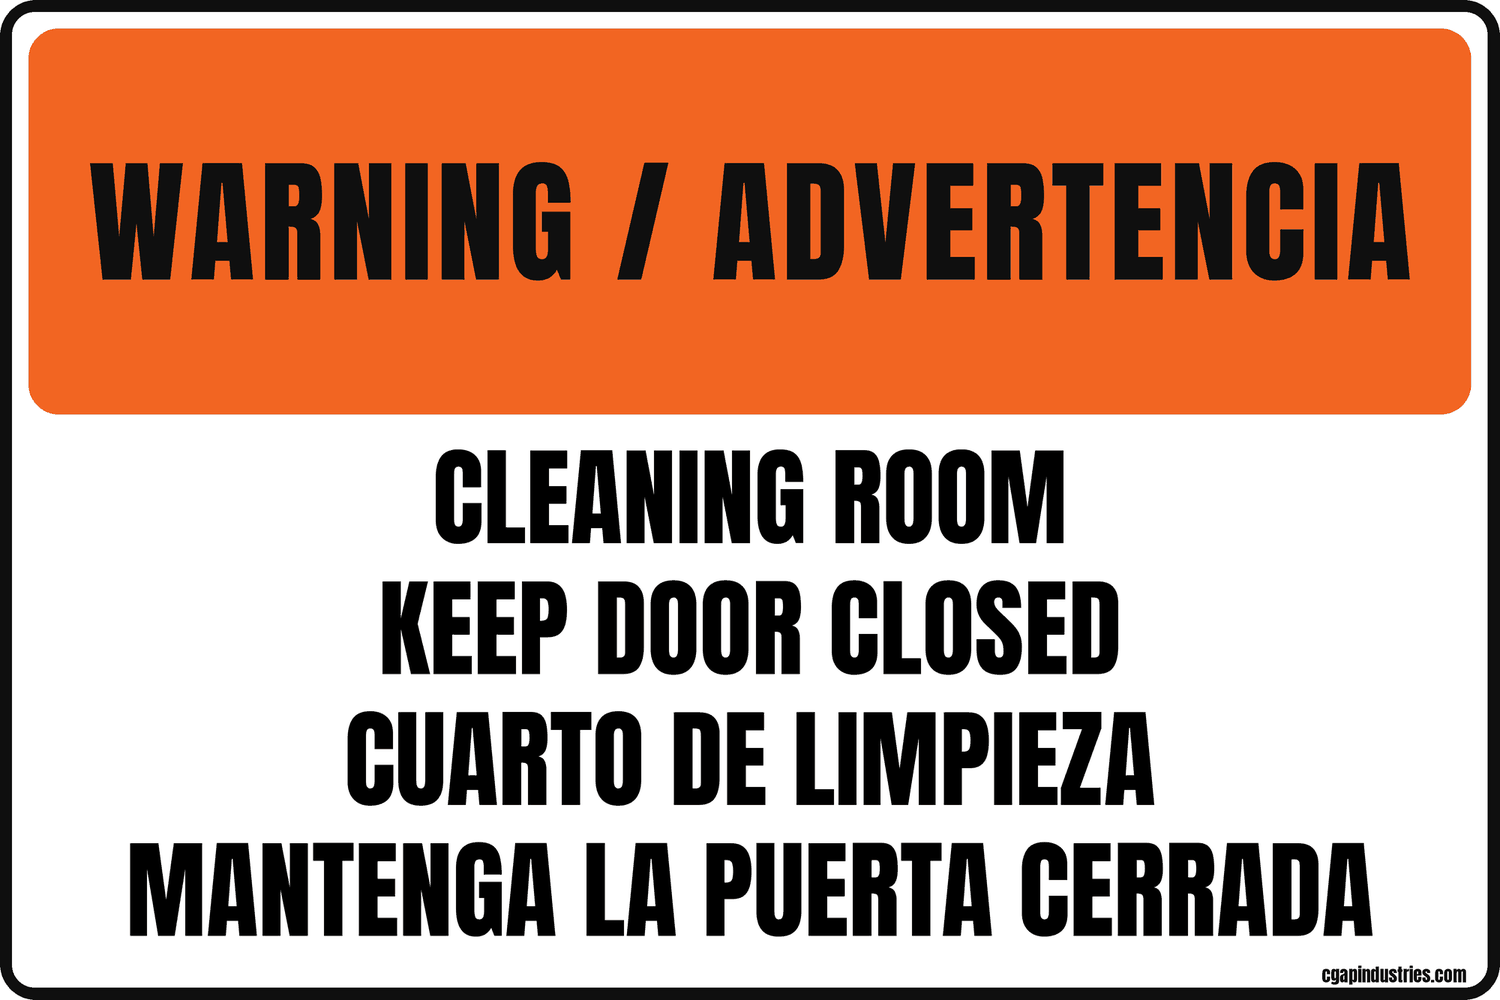 WARNING / ADVERTENCIA
CLEANING ROOM
KEEP DOOR CLOSED
CUARTO DE LIMPIEZA
MANTENGA LA PUERTA CERRADA
cgapindustries.com